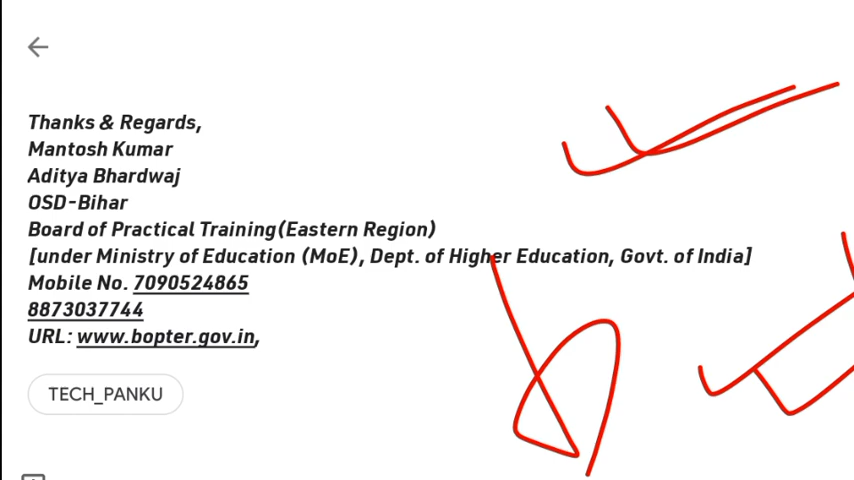 Thanks & Regards,
Mantosh Kumar
Aditya Bhardwaj
OSD-Bihar
Board of Practical Training(Eastern Region)
[under Ministry of Education (MoE), Dept. of Higher Education, Govt. of India]
Mobile No. 7090524865
8873037744
URL: www.bopter.gov.in,
TECH_PANKU